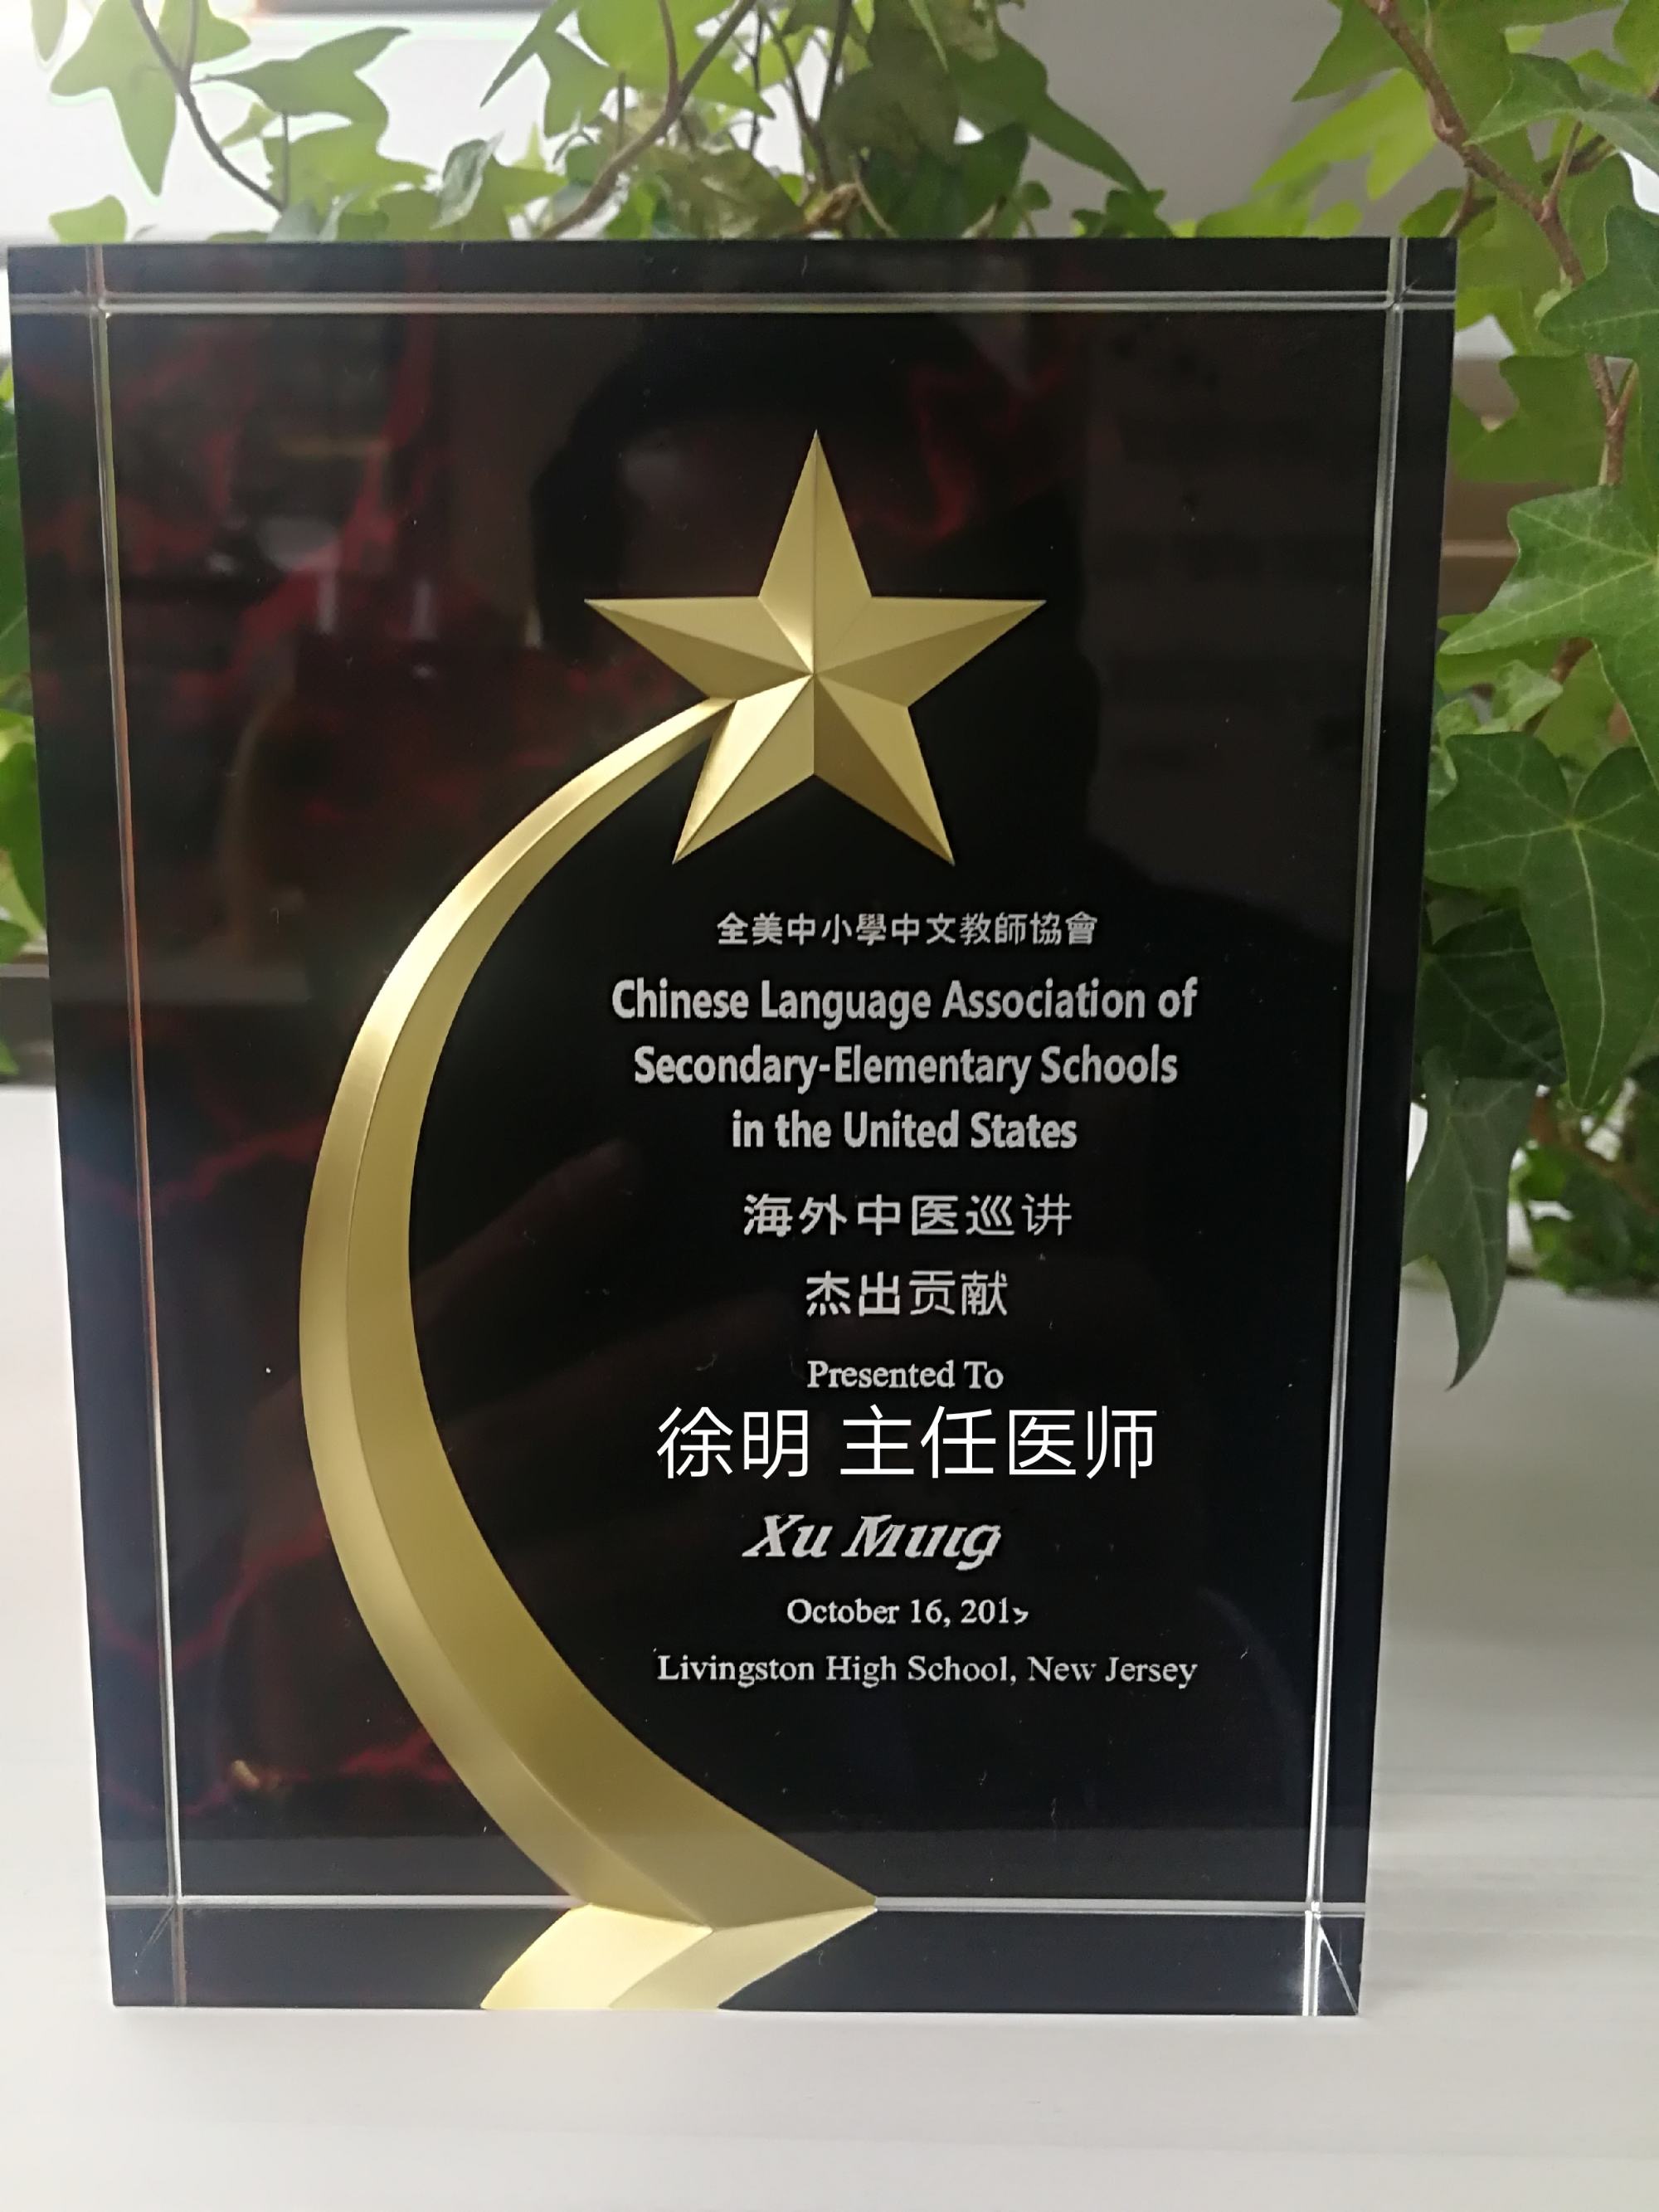 全美中小學中文教師協會
Chinese Language Association of
Secondary-Elementary Schools
in the United States
海外中医巡讲
杰出贡献
Presented To
徐明 主任医师
Xu Ming
October 16,
Livingston High School, New Jersey